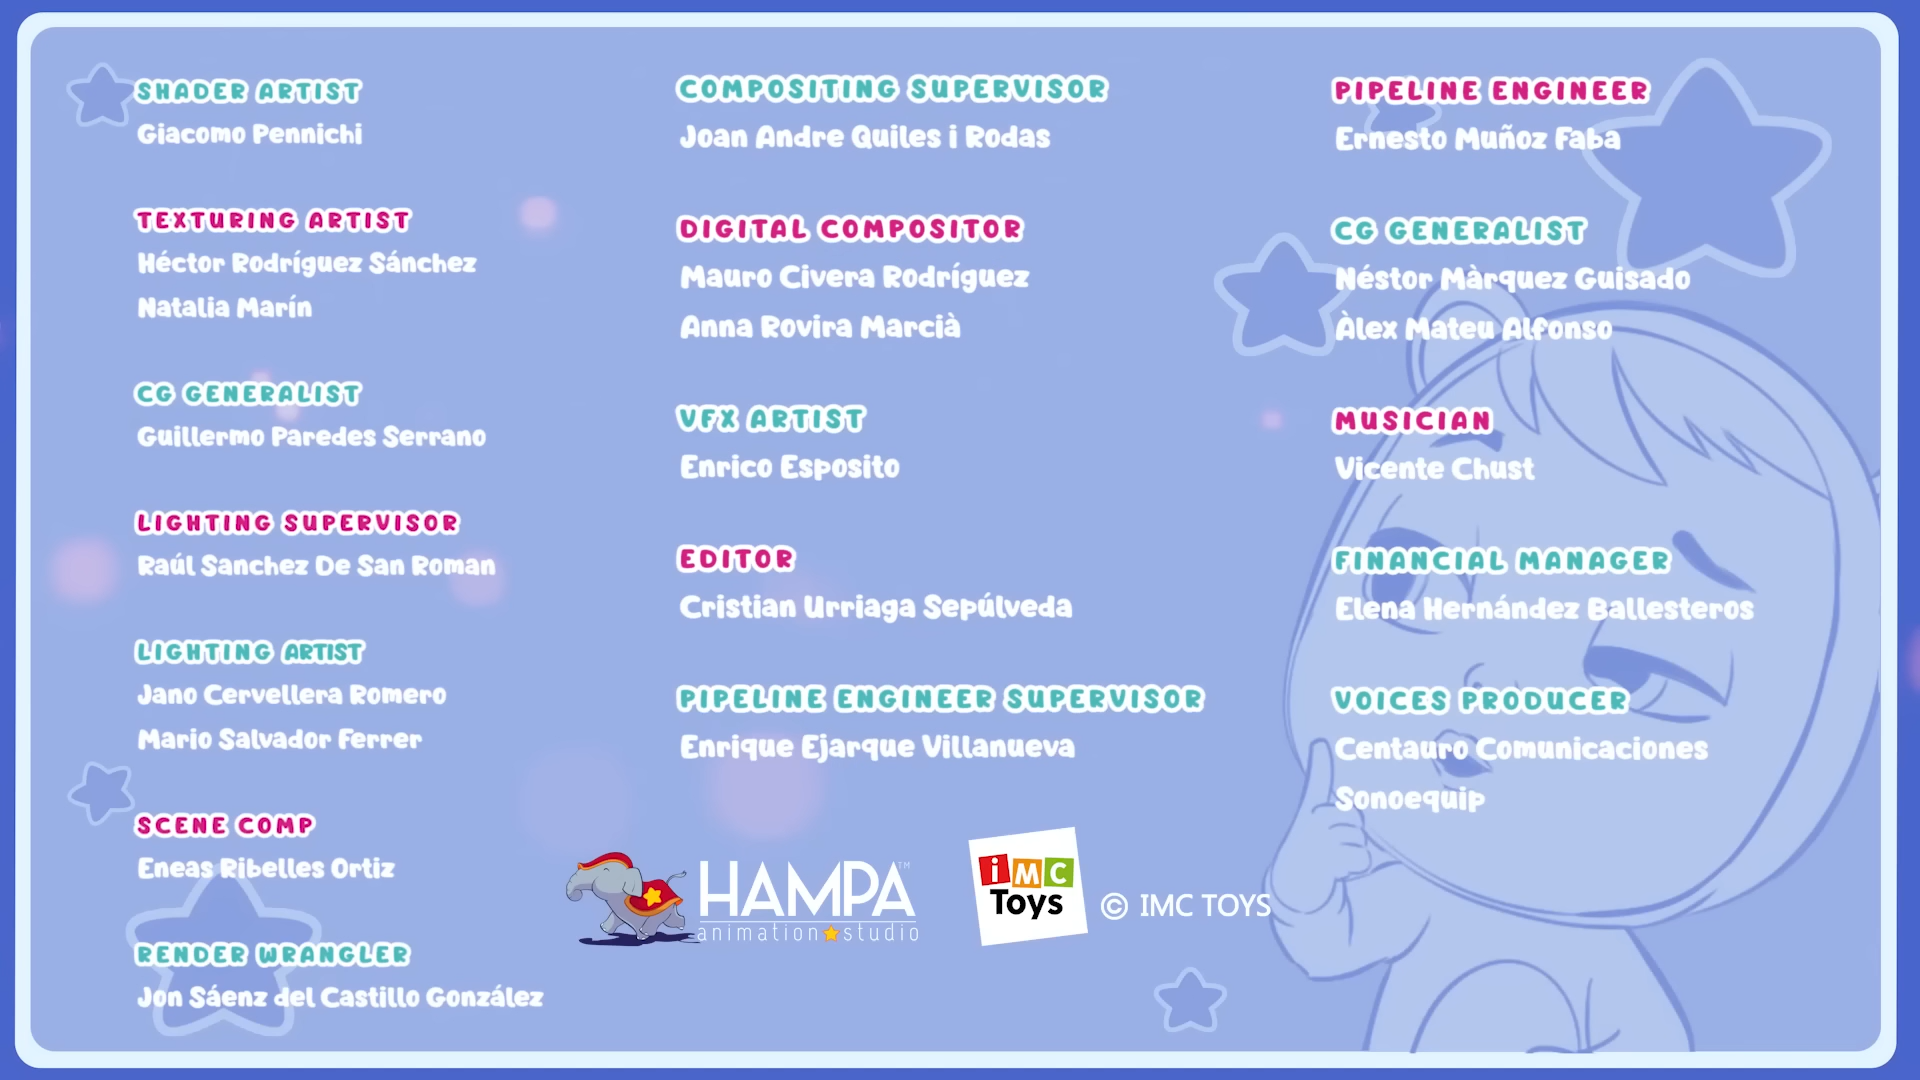 SHADER ARTIST
Giacomo Pennichi
TEXTURING ARTIST
Héctor Rodríguez Sánchez
Natalia Marín
CG GENERALIST
Guillermo Paredes Serrano
LIGHTING SUPERVISOR
Raúl Sanchez De San Roman
LIGHTING ARTIST
Jano Cervellera Romero
Mario Salvador Ferrer
SCENE COMP
Eneas Ribelles Ortiz
RENDER WRANGLER
Jon Sáenz del Castillo González
COMPOSITING SUPERVISOR
Joan Andre Quiles i Rodas
DIGITAL COMPOSITOR
Mauro Civera Rodríguez
Anna Rovira Marcià
VFX ARTIST
Enrico Esposito
EDITOR
Cristian Urriaga Sepúlveda
PIPELINE ENGINEER SUPERVISOR
Enrique Ejarque Villanueva
PIPELINE ENGINEER
Ernesto Muñoz Faba
CG GENERALIST
Néstor Màrquez Guisado
Àlex Mateu Alfonso
MUSICIAN
Vicente Chust
FINANCIAL MANAGER
Elena Hernández Ballesteros
VOICES PRODUCER
Centauro Comunicaciones
Sonoequip
HAMPA™
animation studio
iMC
Toys
© IMC TOYS